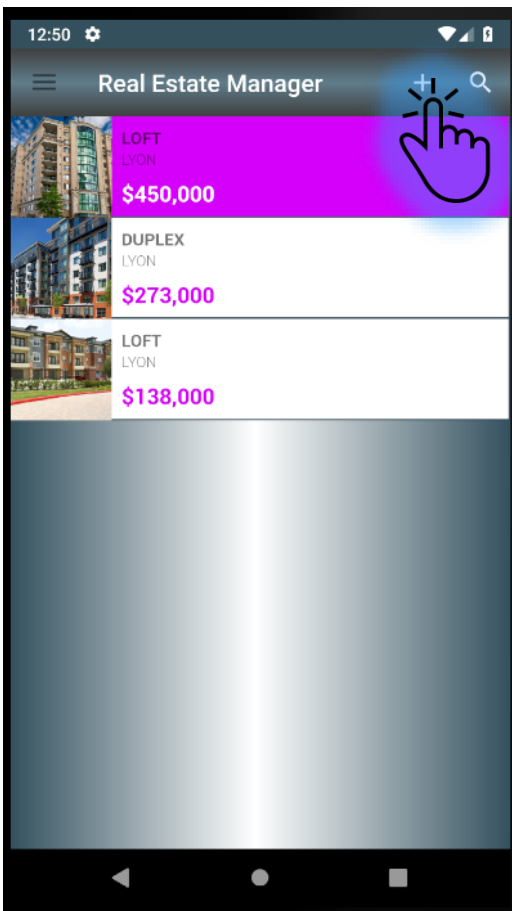 12:50
Real Estate Manager
LOFT
LYON
$450,000
DUPLEX
LYON
$273,000
LOFT
LYON
$138,000